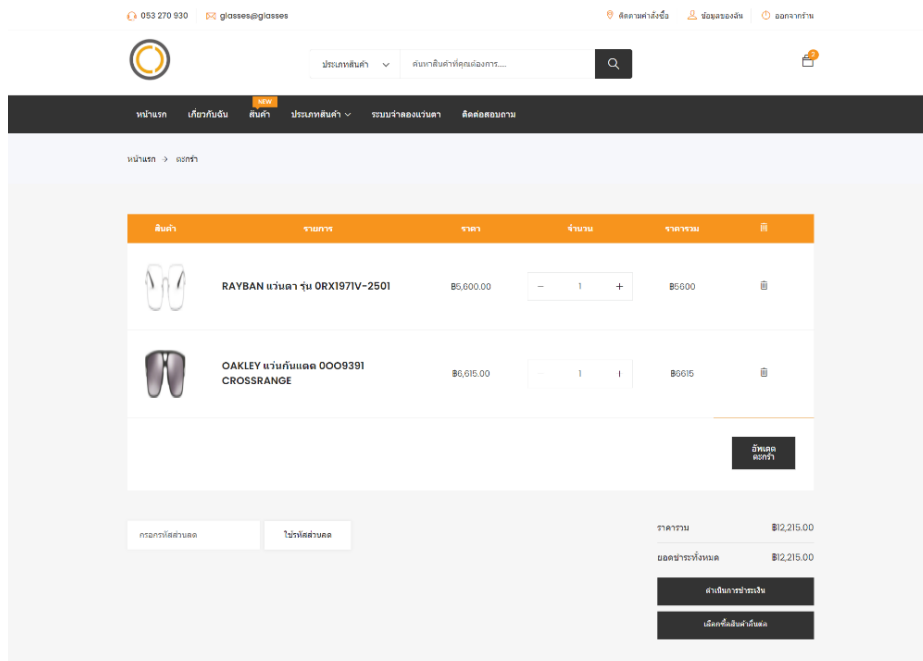 053 270 930
glasses@glasses
ติดตามคำสั่งซื้อ
ข้อมูลของฉัน
ออกจากร้าน
ประเภทสินค้า
ค้นหาสินค้าที่คุณต้องการ....
2
NEW
หน้าแรก เกี่ยวกับฉัน สินค้า ประเภทสินค้า ระบบจำลองแว่นตา ติดต่อสอบถาม
หน้าแรก → ตะกร้า
สินค้า รายการ ราคา จำนวน ราคารวม
RAYBAN แว่นตา รุ่น 0RX1971V-2501 ฿5,600.00 − 1 + ฿5600
OAKLEY แว่นกันแดด 0OO9391
CROSSRANGE ฿6,615.00 1 ฿6615
อัพเดต
ตะกร้า
กรอกรหัสส่วนลด ใช้รหัสส่วนลด
ราคารวม ฿12,215.00
ยอดชำระทั้งหมด ฿12,215.00
ดำเนินการชำระเงิน
เลือกซื้อสินค้าอื่นต่อ